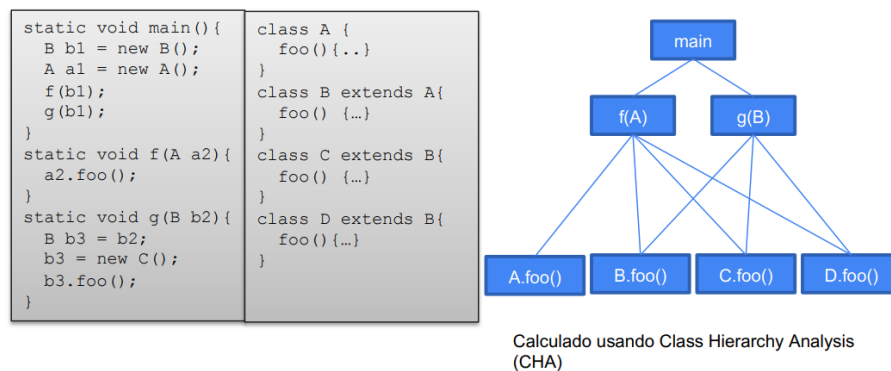 static void main(){
  B b1 = new B();
  A a1 = new A();
  f(b1);
  g(b1);
}
static void f(A a2){
  a2.foo();
}
static void g(B b2){
  B b3 = b2;
  b3 = new C();
  b3.foo();
}
class A {
  foo(){..}
}
class B extends A{
  foo() {…}
}
class C extends B{
  foo() {…}
}
class D extends B{
  foo(){…}
}
main
f(A)
g(B)
A.foo()
B.foo()
C.foo()
D.foo()
Calculado usando Class Hierarchy Analysis
(CHA)